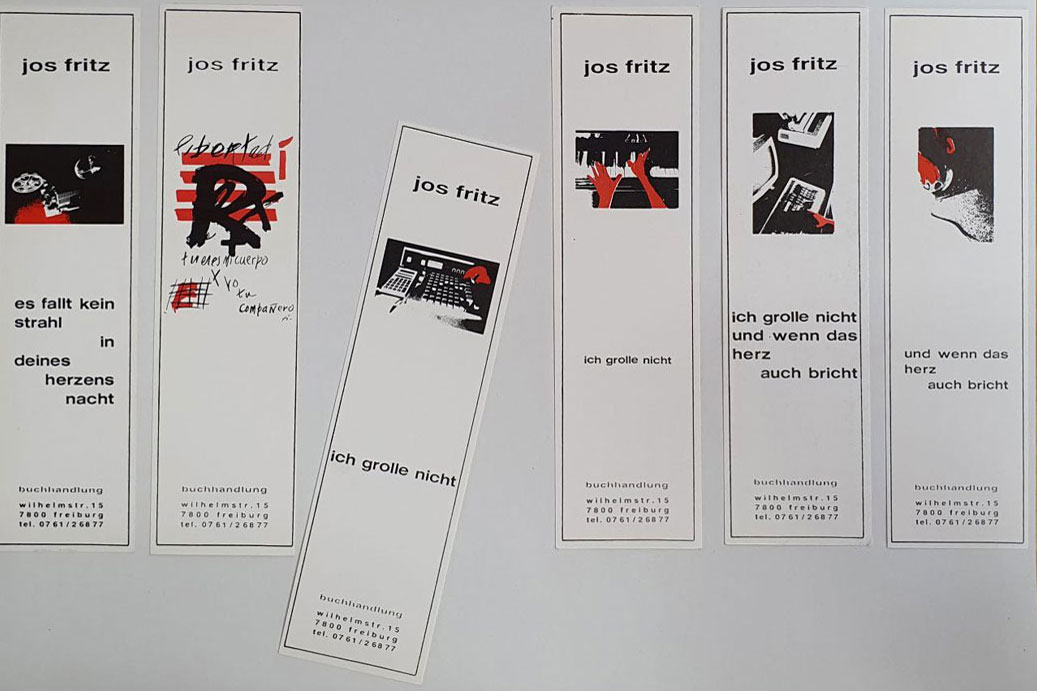 jos fritz
es fallt kein
strahl
in
deines
herzens
nacht
buchhandlung
wilhelmstr.15
7800 freiburg
tel. 0761/26877
jos fritz
libertad
tu eres mi cuerpo
x yo
tu
compañero
buchhandlung
wilhelmstr.15
7800 freiburg
tel. 0761/26877
jos fritz
ich grolle nicht
buchhandlung
wilhelmstr.15
7800 freiburg
tel. 0761/26877
jos fritz
ich grolle nicht
buchhandlung
wilhelmstr.15
7800 freiburg
tel. 0761/26877
jos fritz
ich grolle nicht
und wenn das
herz
auch bricht
buchhandlung
wilhelmstr.15
7800 freiburg
tel. 0761/26877
jos fritz
und wenn das
herz
auch bricht
buchhandlung
wilhelmstr.15
7800 freiburg
tel. 0761/26877